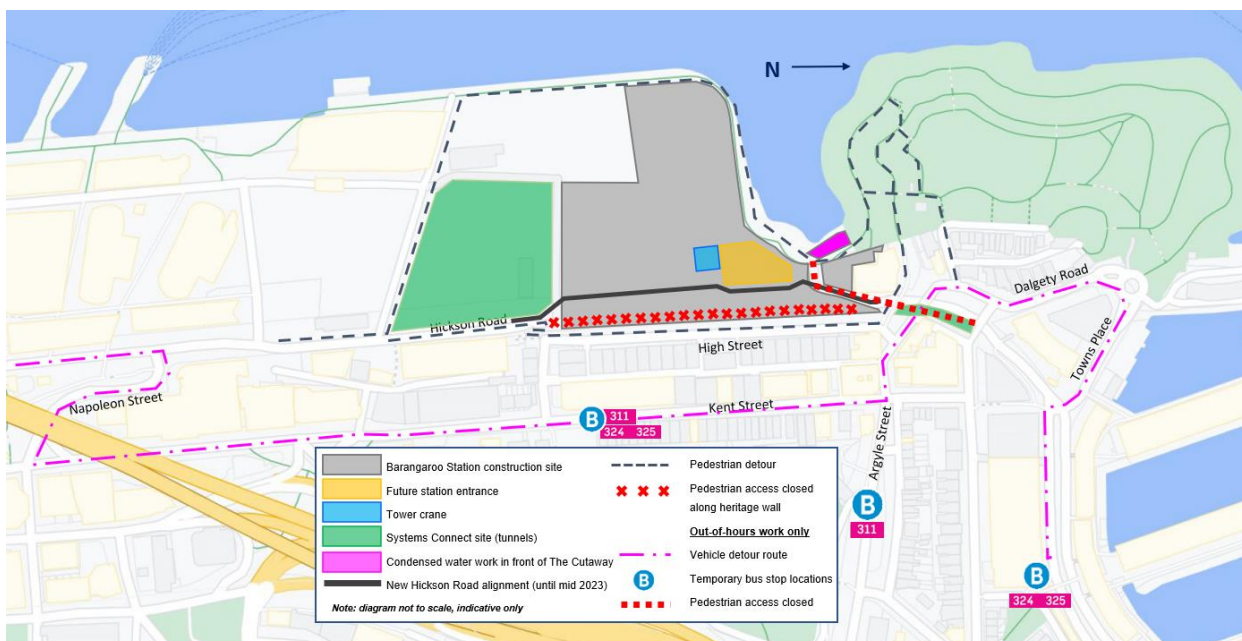 N
Hickson Road
High Street
Dalgety Road
Towns Place
Napoleon Street
Kent Street
Argyle Street
B
311
324 325
B
311
B
324 325
Barangaroo Station construction site
Future station entrance
Tower crane
Systems Connect site (tunnels)
Condensed water work in front of The Cutaway
New Hickson Road alignment (until mid 2023)
Note: diagram not to scale, indicative only
Pedestrian detour
Pedestrian access closed
along heritage wall
Out-of-hours work only
Vehicle detour route
B
Temporary bus stop locations
Pedestrian access closed